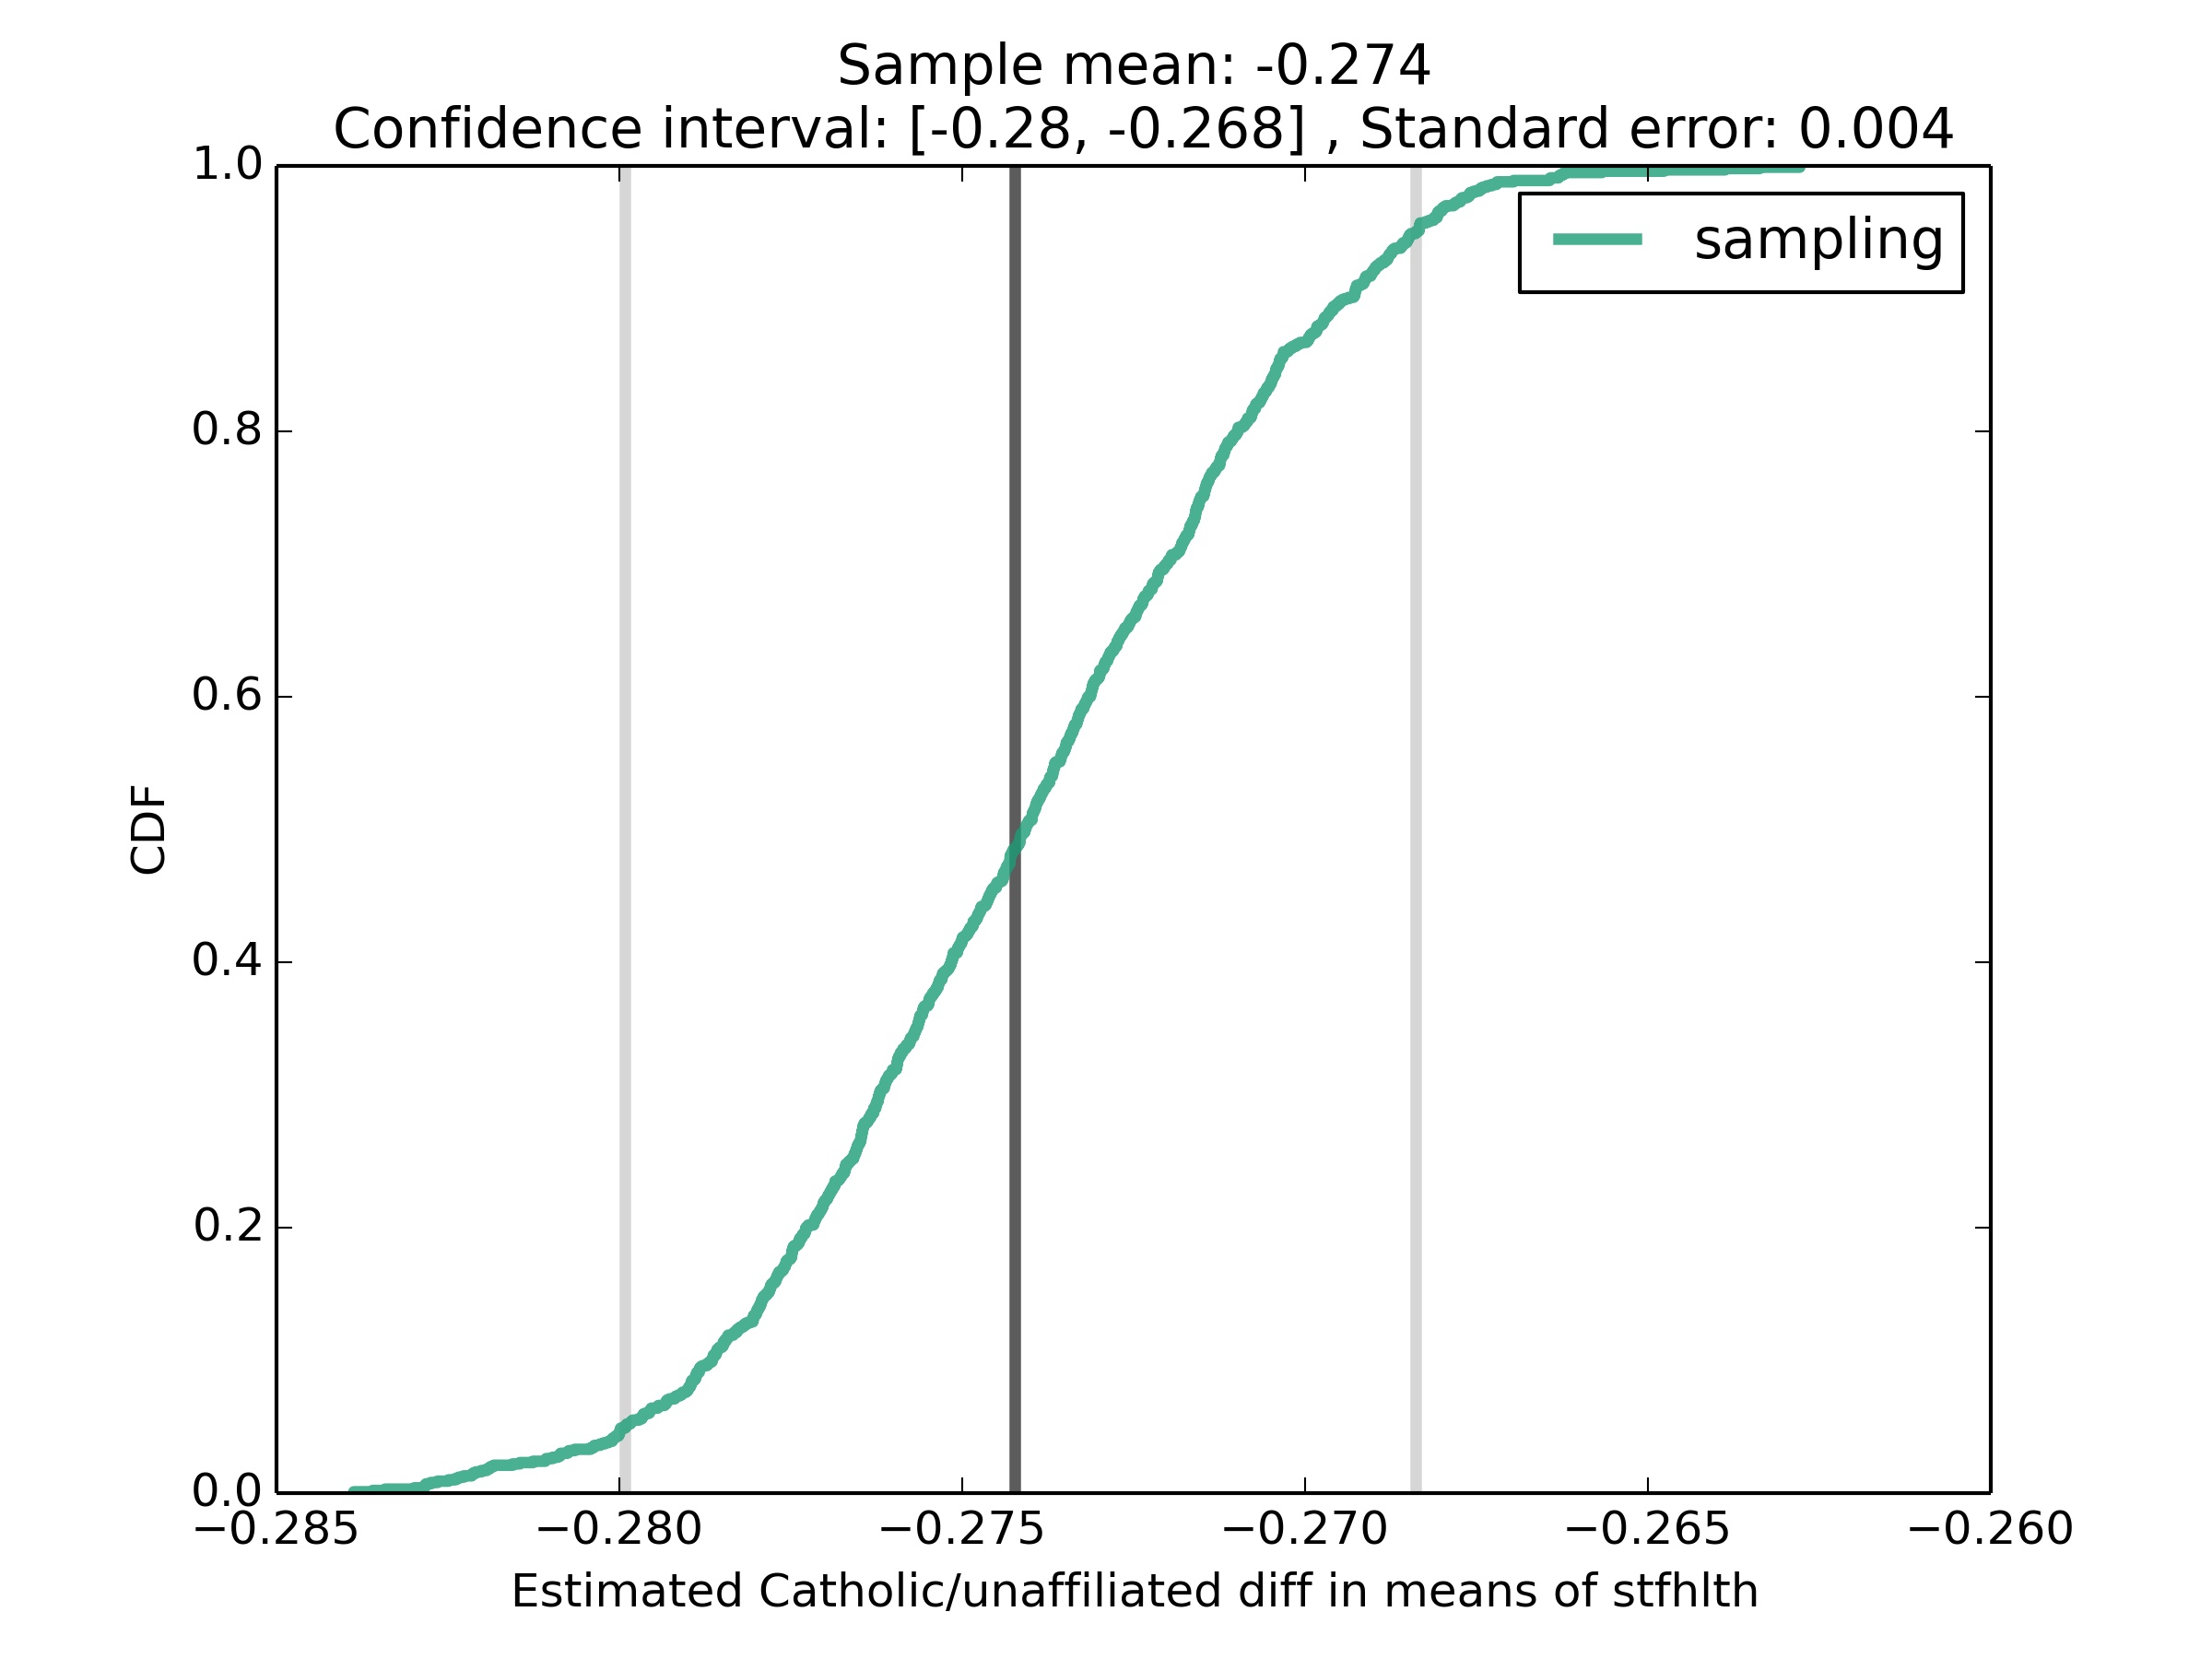 Sample mean: -0.274
Confidence interval: [-0.28, -0.268] , Standard error: 0.004
1.0
sampling
0.8
0.6
CDF
0.4
0.2
0.0
−0.285 −0.280 −0.275 −0.270 −0.265 −0.260
Estimated Catholic/unaffiliated diff in means of stfhlth